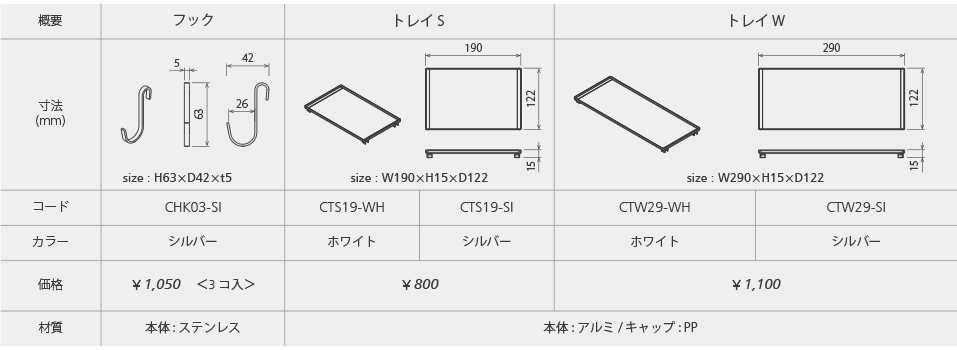 概要 フック トレイ S トレイ W
寸法
(mm)
5 42 26 63
size : H63×D42×t5
190 122 15
size : W190×H15×D122
290 122 15
size : W290×H15×D122
コード CHK03-SI CTS19-WH CTS19-SI CTW29-WH CTW29-SI
カラー シルバー ホワイト シルバー ホワイト シルバー
価格 ¥ 1,050 ＜3 コ入＞ ¥ 800 ¥ 1,100
材質 本体 : ステンレス 本体 : アルミ / キャップ : PP